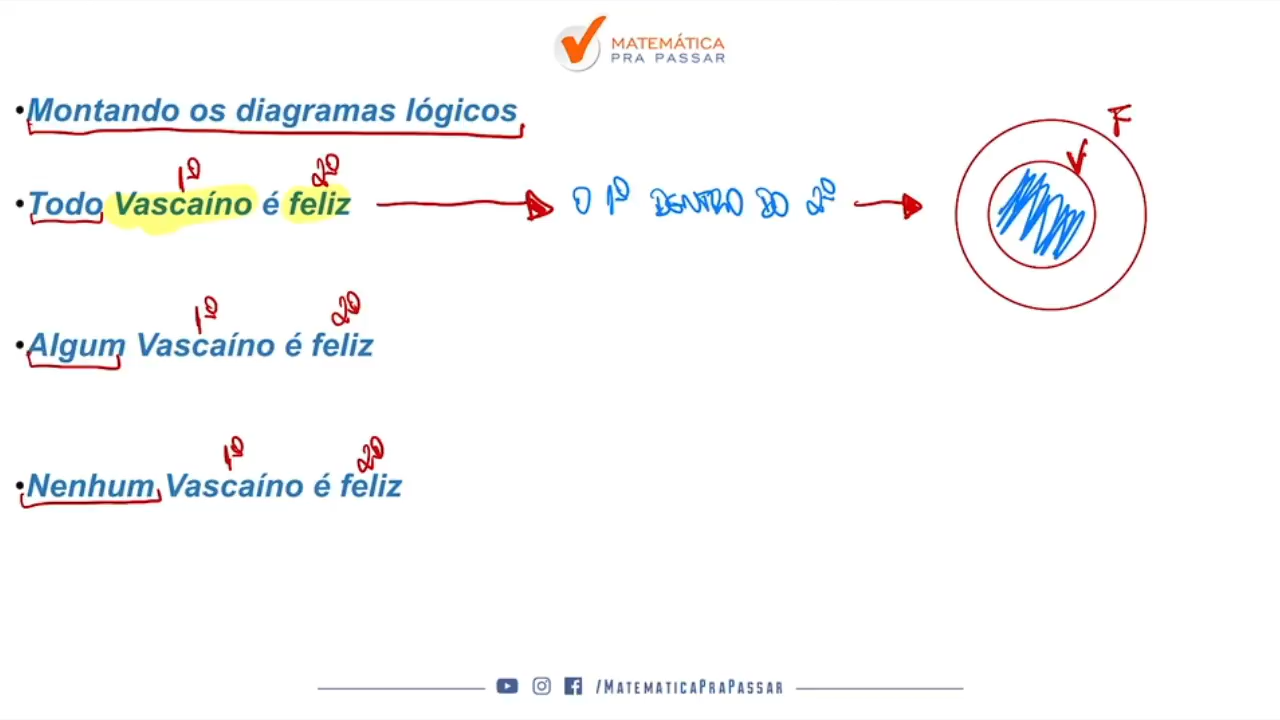 MATEMÁTICA
PRA PASSAR
•Montando os diagramas lógicos
1º 2º
•Todo Vascaíno é feliz
O 1º DENTRO DO 2º
F
V
1º 2º
•Algum Vascaíno é feliz
1º 2º
•Nenhum Vascaíno é feliz
/MATEMATICAPRAPASSAR